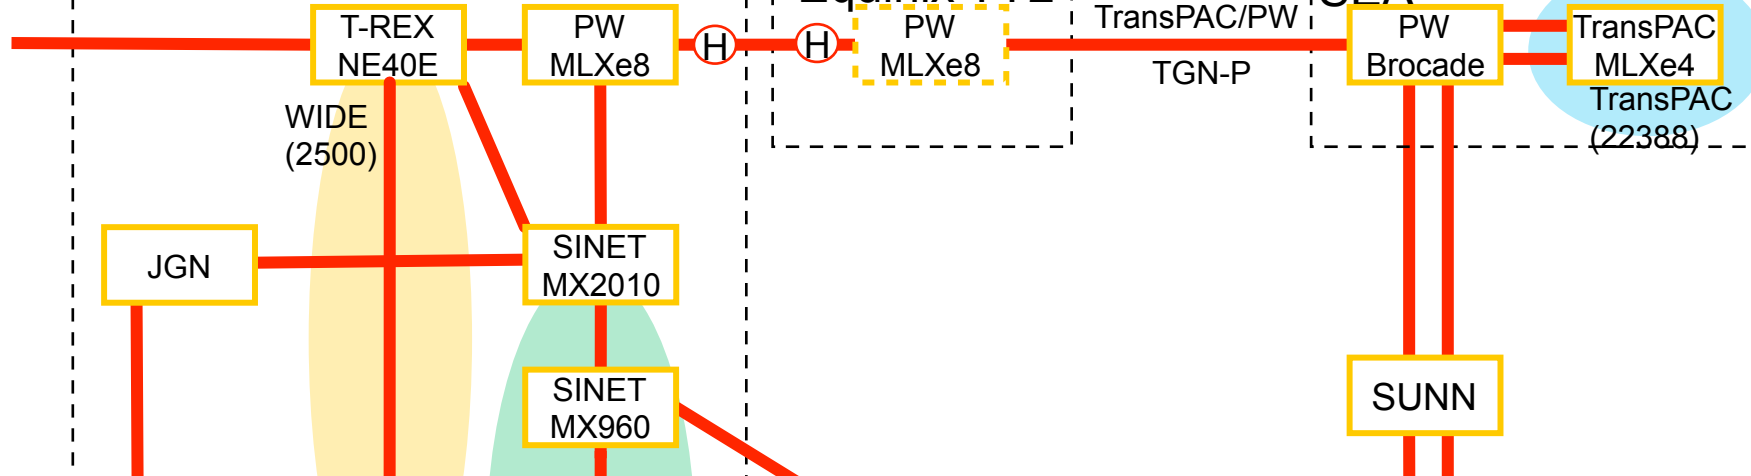 T-REX
NE40E
PW
MLXe8
H
H
PW
MLXe8
TransPAC/PW
TGN-P
PW
Brocade
TransPAC
MLXe4
TransPAC
(22388)
WIDE
(2500)
JGN
SINET
MX2010
SINET
MX960
SUNN